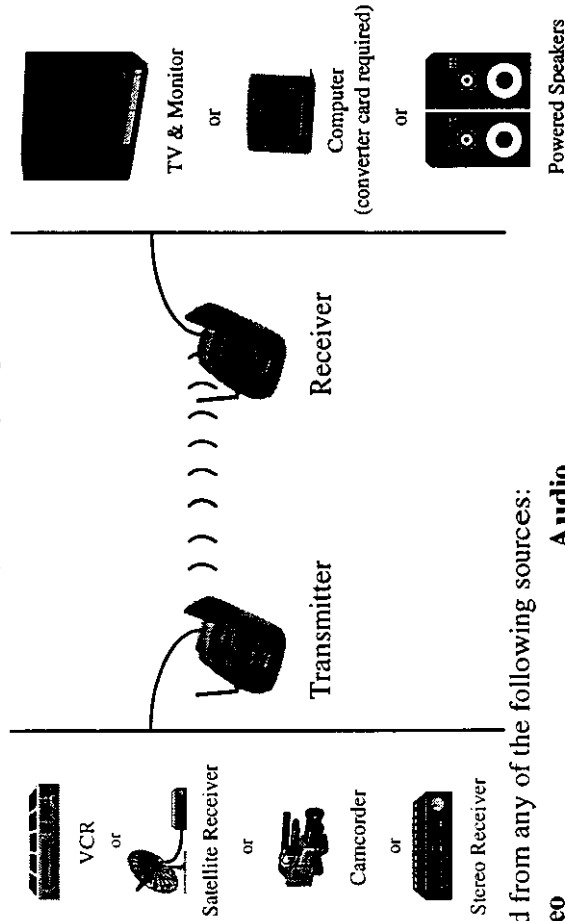 VCR
or
Satellite Receiver
or
Camcorder
or
Stereo Receiver
Transmitter
Receiver
TV & Monitor
or
Computer
(converter card required)
or
Powered Speakers
d from any of the following sources:
eo
Audio